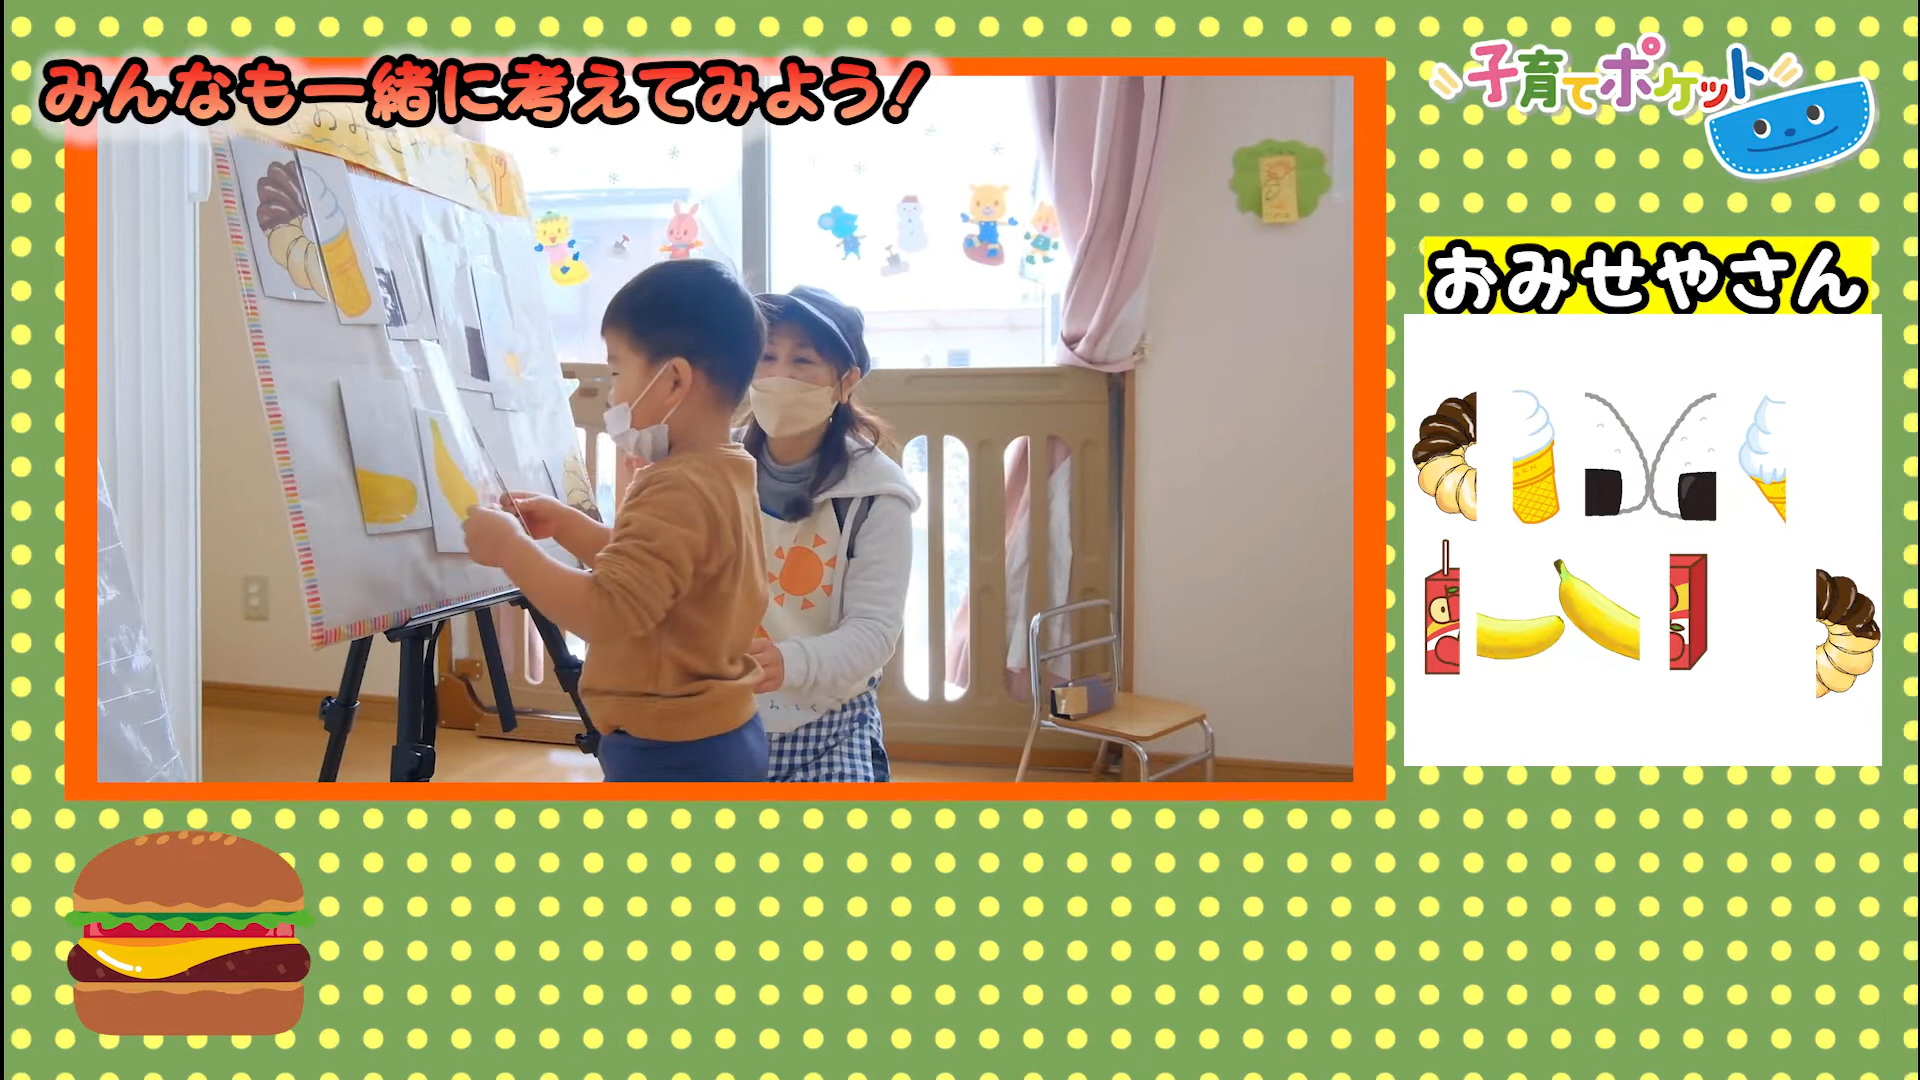 みんなも一緒に考えてみよう!
子育てポケット
おみせやさん